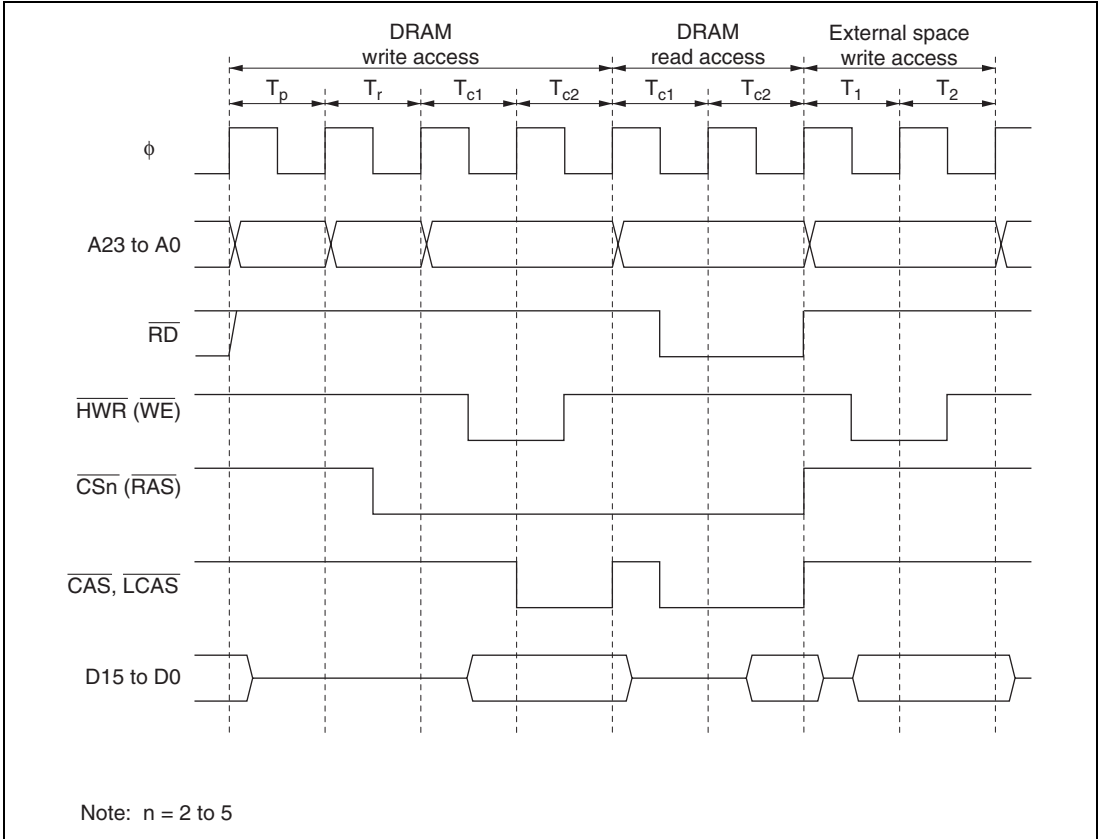 DRAM
write access
DRAM
read access
External space
write access
Tp
Tr
Tc1
Tc2
Tc1
Tc2
T1
T2
ϕ
A23 to A0
RD
HWR (WE)
CSn (RAS)
CAS, LCAS
D15 to D0
Note: n = 2 to 5